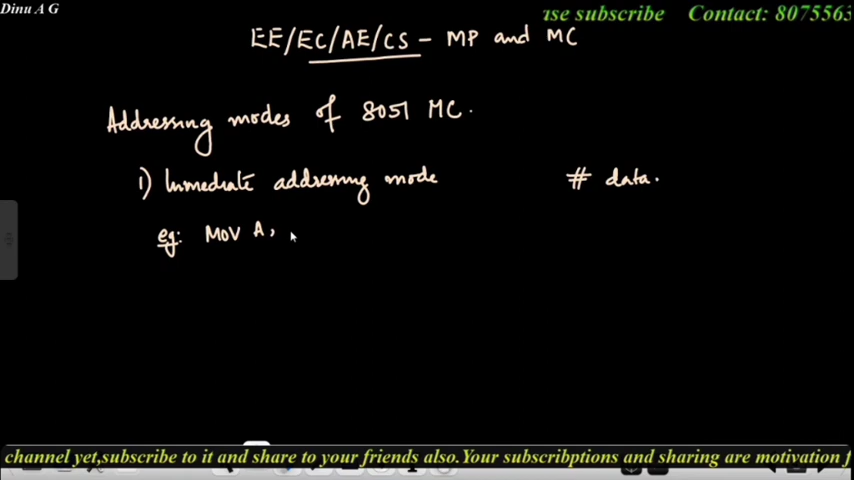 Dinu A G
ıse subscribe Contact: 8075563
EE/EC/AE/CS - MP and MC
Addressing modes of 8051 MC.
1) Immediate addressing mode # data.
eg: MOV A,
channel yet,subscribe to it and share to your friends also.Your subscribptions and sharing are motivation f